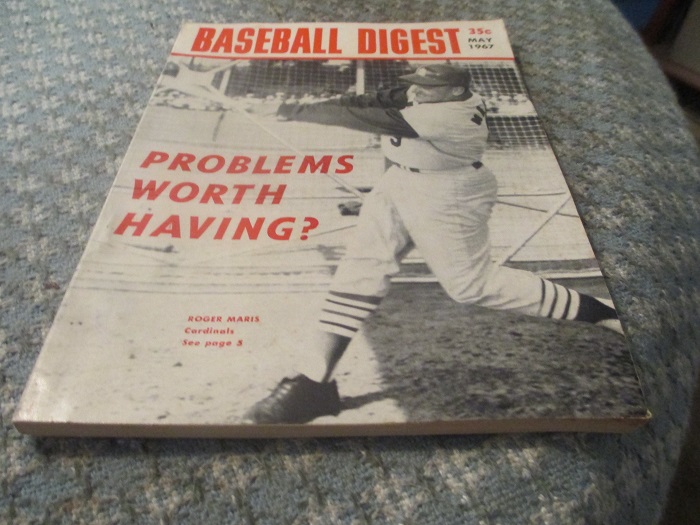 BASEBALL DIGEST
35c
MAY
1967
PROBLEMS
WORTH
HAVING?
ROGER MARIS
Cardinals
See page 5